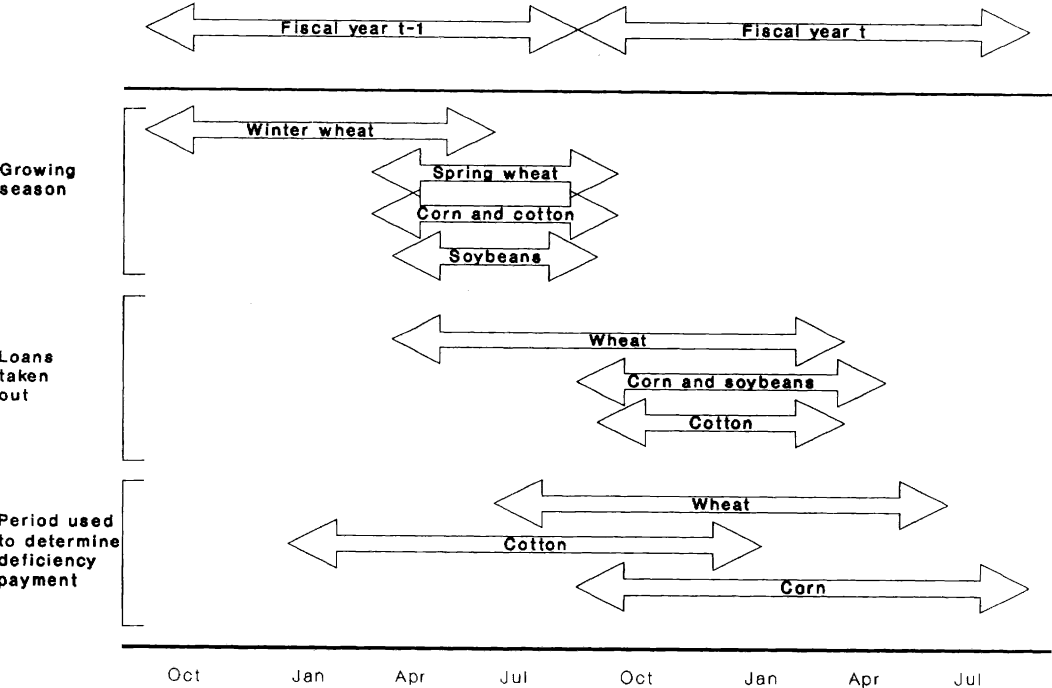 Fiscal year t-1
Fiscal year t
Growing
season
Winter wheat
Spring wheat
Corn and cotton
Soybeans
Loans
taken
out
Wheat
Corn and soybeans
Cotton
Period used
to determine
deficiency
payment
Wheat
Cotton
Corn
Oct Jan Apr Jul Oct Jan Apr Jul